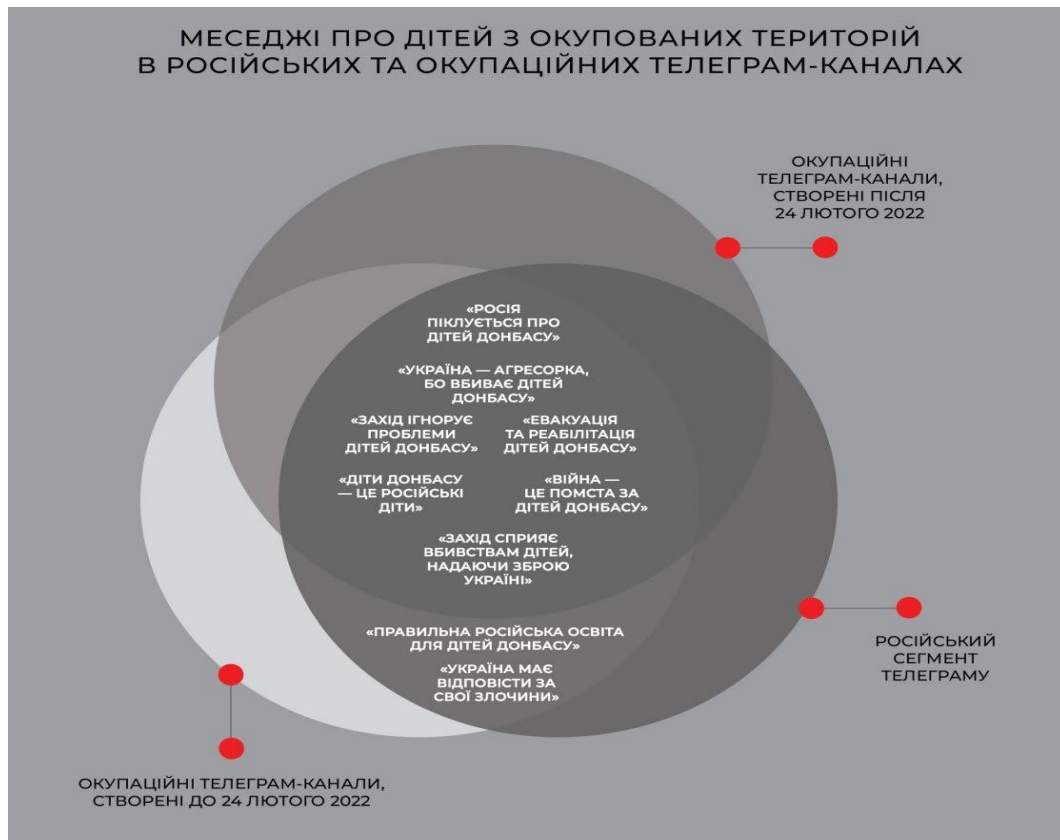 МЕСЕДЖІ ПРО ДІТЕЙ З ОКУПОВАНИХ ТЕРИТОРІЙ
В РОСІЙСЬКИХ ТА ОКУПАЦІЙНИХ ТЕЛЕГРАМ-КАНАЛАХ
ОКУПАЦІЙНІ
ТЕЛЕГРАМ-КАНАЛИ,
СТВОРЕНІ ПІСЛЯ
24 ЛЮТОГО 2022
«РОСІЯ
ПІКЛУЄТЬСЯ ПРО
ДІТЕЙ ДОНБАСУ»
«УКРАЇНА — АГРЕСОРКА,
БО ВБИВАЄ ДІТЕЙ
ДОНБАСУ»
«ЗАХІД ІГНОРУЄ
ПРОБЛЕМИ
ДІТЕЙ ДОНБАСУ»
«ЕВАКУАЦІЯ
ТА РЕАБІЛІТАЦІЯ
ДІТЕЙ ДОНБАСУ»
«ДІТИ ДОНБАСУ
— ЦЕ РОСІЙСЬКІ
ДІТИ»
«ВІЙНА —
ЦЕ ПОМСТА ЗА
ДІТЕЙ ДОНБАСУ»
«ЗАХІД СПРИЯЄ
ВБИВСТВАМ ДІТЕЙ,
НАДАЮЧИ ЗБРОЮ
УКРАЇНІ»
«ПРАВИЛЬНА РОСІЙСЬКА ОСВІТА
ДЛЯ ДІТЕЙ ДОНБАСУ»
«УКРАЇНА МАЄ
ВІДПОВІСТИ ЗА
СВОЇ ЗЛОЧИНИ»
РОСІЙСЬКИЙ
СЕГМЕНТ
ТЕЛЕГРАМУ
ОКУПАЦІЙНІ ТЕЛЕГРАМ-КАНАЛИ,
СТВОРЕНІ ДО 24 ЛЮТОГО 2022